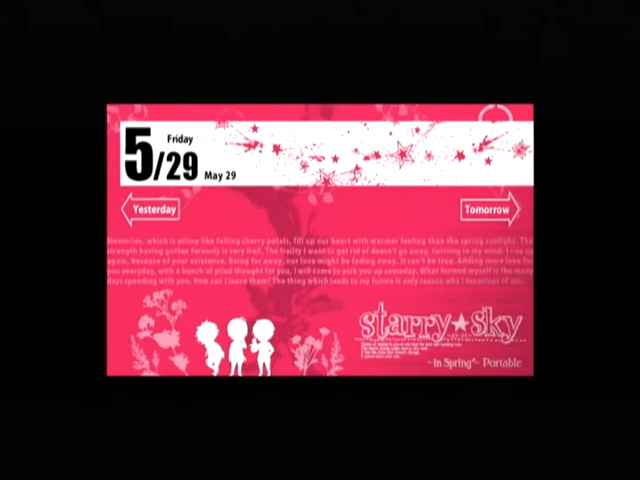 5/29
Friday
May 29
Yesterday
Tomorrow
Memories, which is piling like falling cherry petals, fill up our heart with warmer feeling than the spring sunlight. The
strength having gotten furiously is very frail. The frailty I want to get rid of doesn't go away, twisting in my mind. I rise up
again, because of your existence. Being far away, our love might be fading away. It can't be true. Adding more love for
you everyday, with a bunch of piled thought for you, I will come to pick you up someday. What formed myself is the many
days spending with you. How can I leave them? The thing which leads to my future is only reason why I
of you.
starry★sky
~in Spring~ Portable